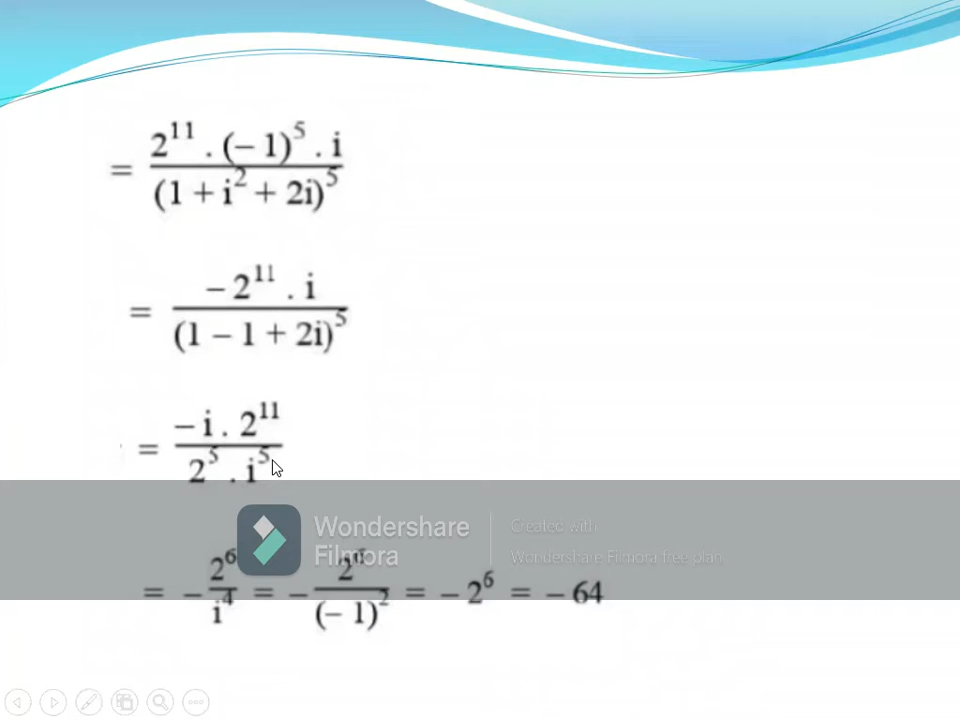 = 2^11 . (– 1)^5 . i / (1 + i^2 + 2i)^5
= – 2^11 . i / (1 – 1 + 2i)^5
= – i . 2^11 / 2^5 . i^5
Wondershare Filmora
Created with
Wondershare Filmora free plan
= – 2^6 / i^4 = – 2^6 / (– 1)^2 = – 2^6 = – 64